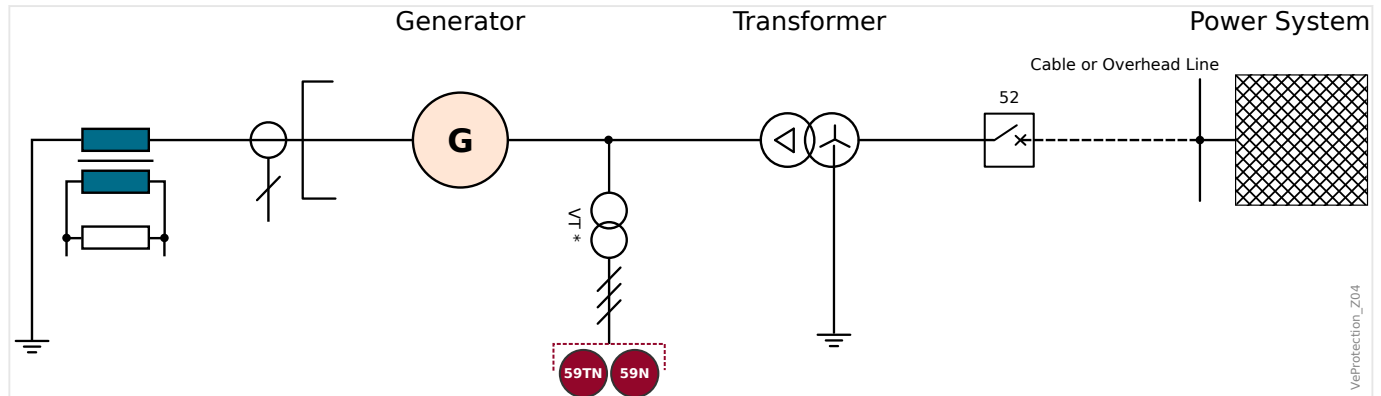 Generator
Transformer
Power System
Cable or Overhead Line
52
G
VT *
59TN
59N
VeProtection_Z04